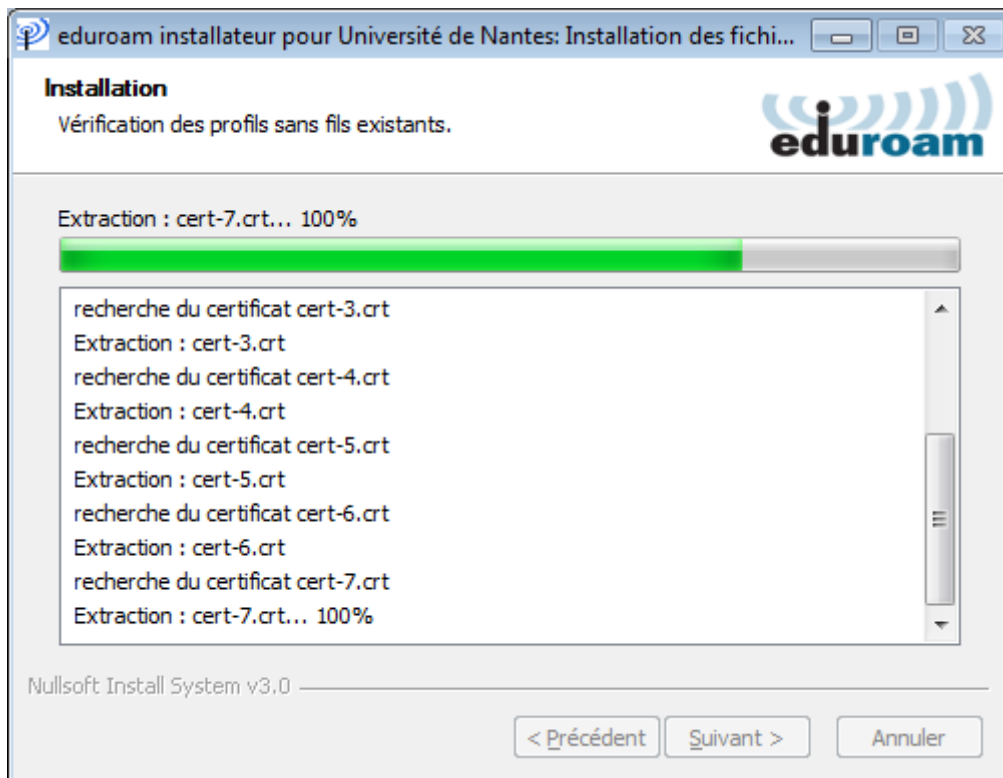 eduroam installateur pour Université de Nantes: Installation des fichi...
Installation
Vérification des profils sans fils existants.
eduroam
Extraction : cert-7.crt... 100%
recherche du certificat cert-3.crt
Extraction : cert-3.crt
recherche du certificat cert-4.crt
Extraction : cert-4.crt
recherche du certificat cert-5.crt
Extraction : cert-5.crt
recherche du certificat cert-6.crt
Extraction : cert-6.crt
recherche du certificat cert-7.crt
Extraction : cert-7.crt... 100%
Nullsoft Install System v3.0
< Précédent Suivant > Annuler